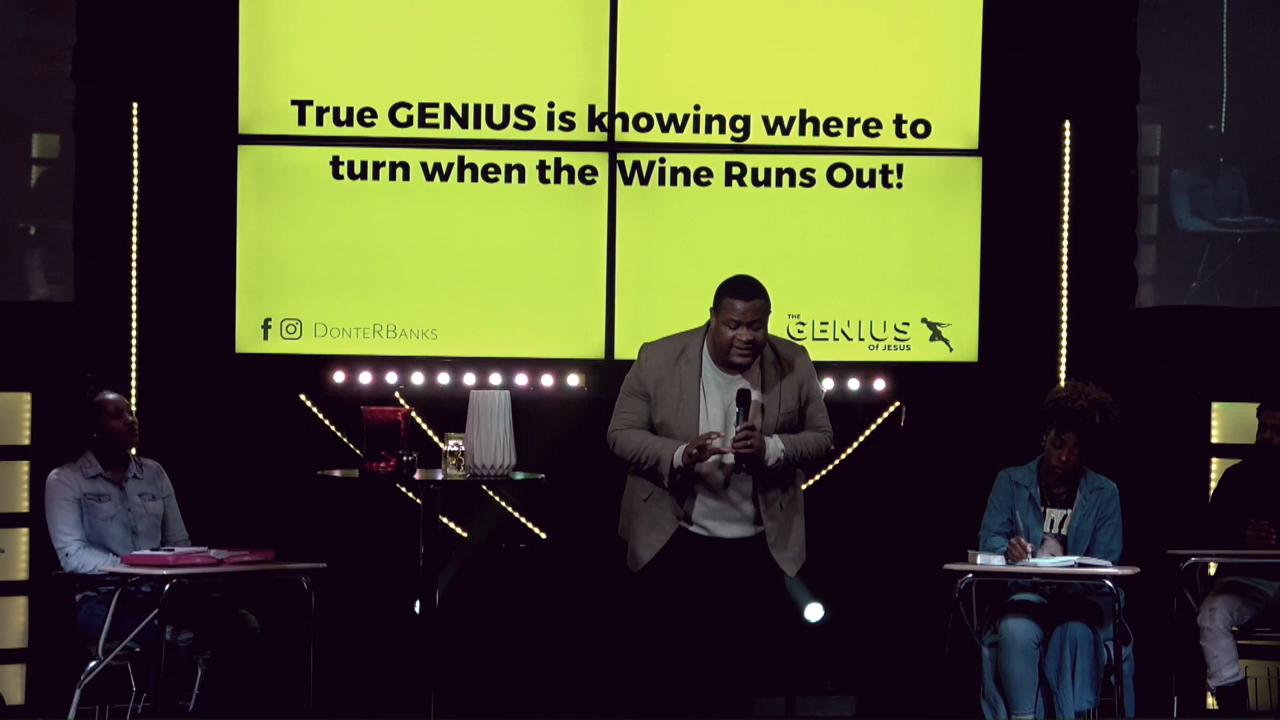 True GENIUS is knowing where to
turn when the Wine Runs Out!
DonteRBanks
THE
GENIUS
OF JESUS